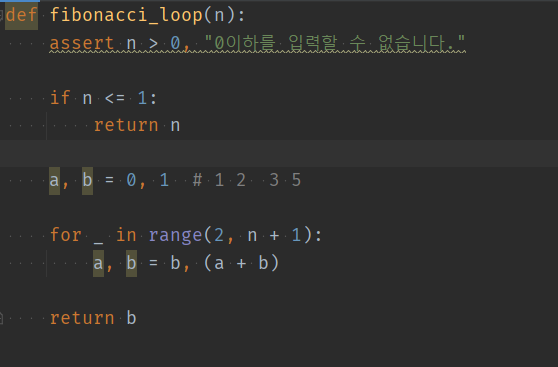 def fibonacci_loop(n):
    assert n > 0, "0이하를 입력할 수 없습니다."
    if n <= 1:
        return n
    a, b = 0, 1  # 1 2  3 5
    for _ in range(2, n + 1):
        a, b = b, (a + b)
    return b